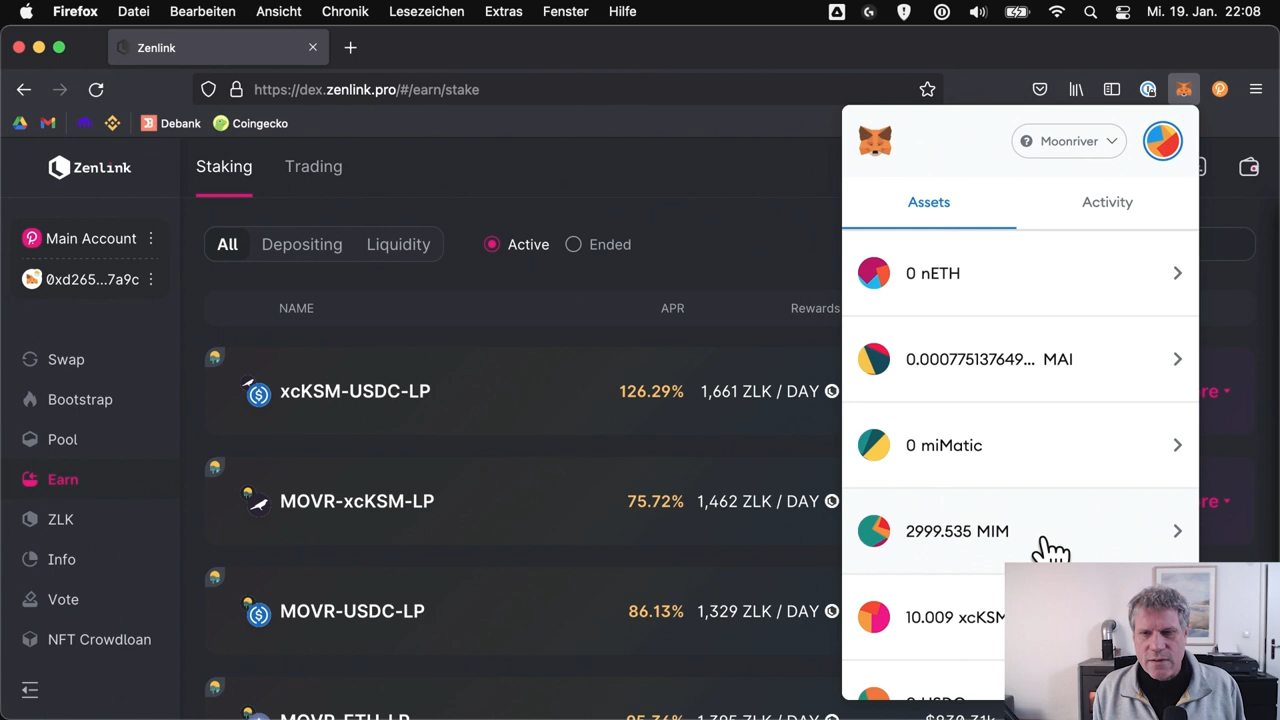 Firefox Datei Bearbeiten Ansicht Chronik Lesezeichen Extras Fenster Hilfe Mi. 19. Jan. 22:08
Zenlink
https://dex.zenlink.pro/#/earn/stake
Debank Coingecko
Zenlink
Staking Trading
Main Account
0xd265...7a9c
All Depositing Liquidity Active Ended
NAME APR Rewards
xcKSM-USDC-LP 126.29% 1,661 ZLK / DAY
MOVR-xcKSM-LP 75.72% 1,462 ZLK / DAY
MOVR-USDC-LP 86.13% 1,329 ZLK / DAY
Swap
Bootstrap
Pool
Earn
ZLK
Info
Vote
NFT Crowdloan
Moonriver
Assets Activity
0 nETH
0.000775137649... MAI
0 miMatic
2999.535 MIM
10.009 xcKSM